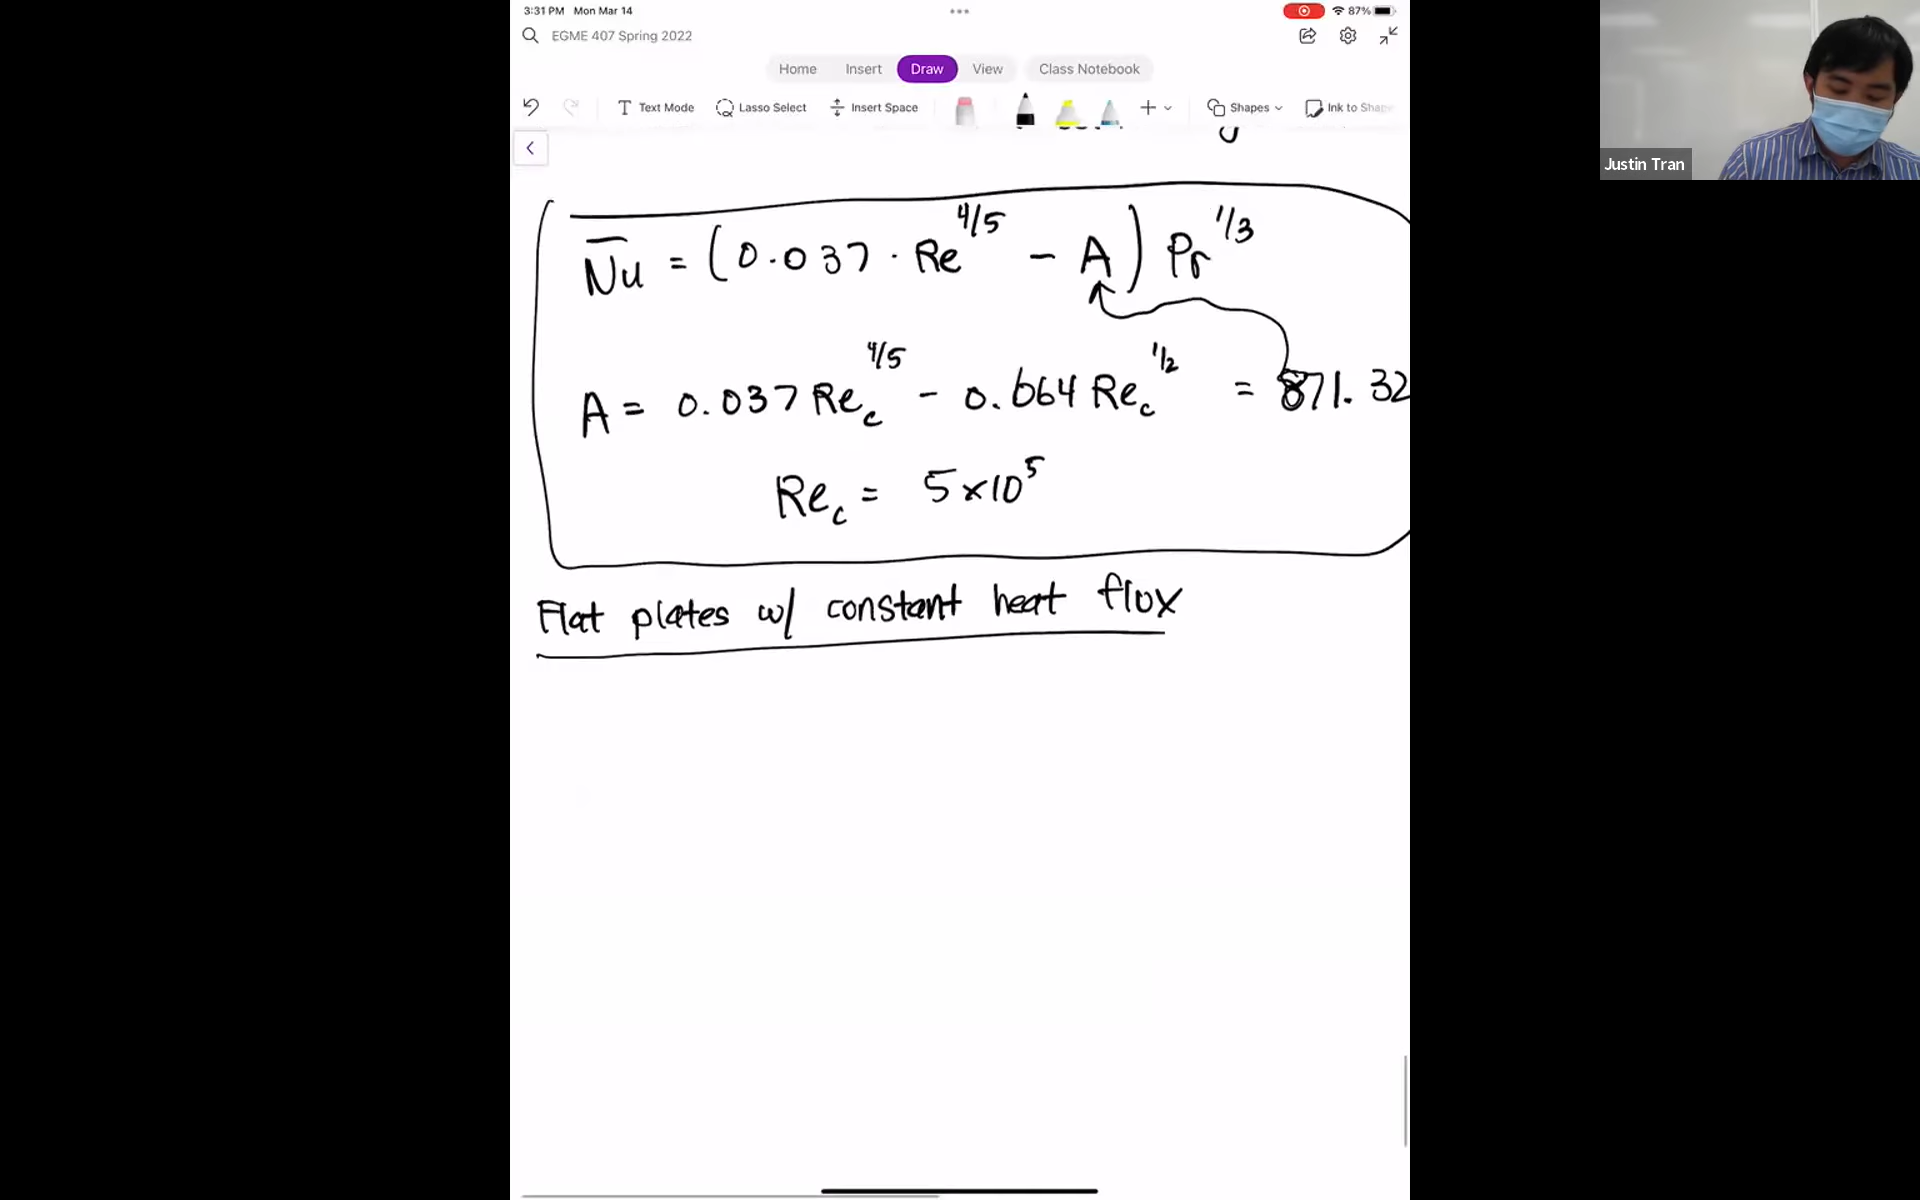 3:31 PM Mon Mar 14
87%
EGME 407 Spring 2022
Home Insert Draw View Class Notebook
Text Mode Lasso Select Insert Space Shapes Ink to Shape
Justin Tran
N̅u̅ = (0.037 · Re^4/5 - A) Pr^1/3
A = 0.037 Re_c^4/5 - 0.664 Re_c^1/2 = 871.32
Re_c = 5×10^5
Flat plates w/ constant heat flux